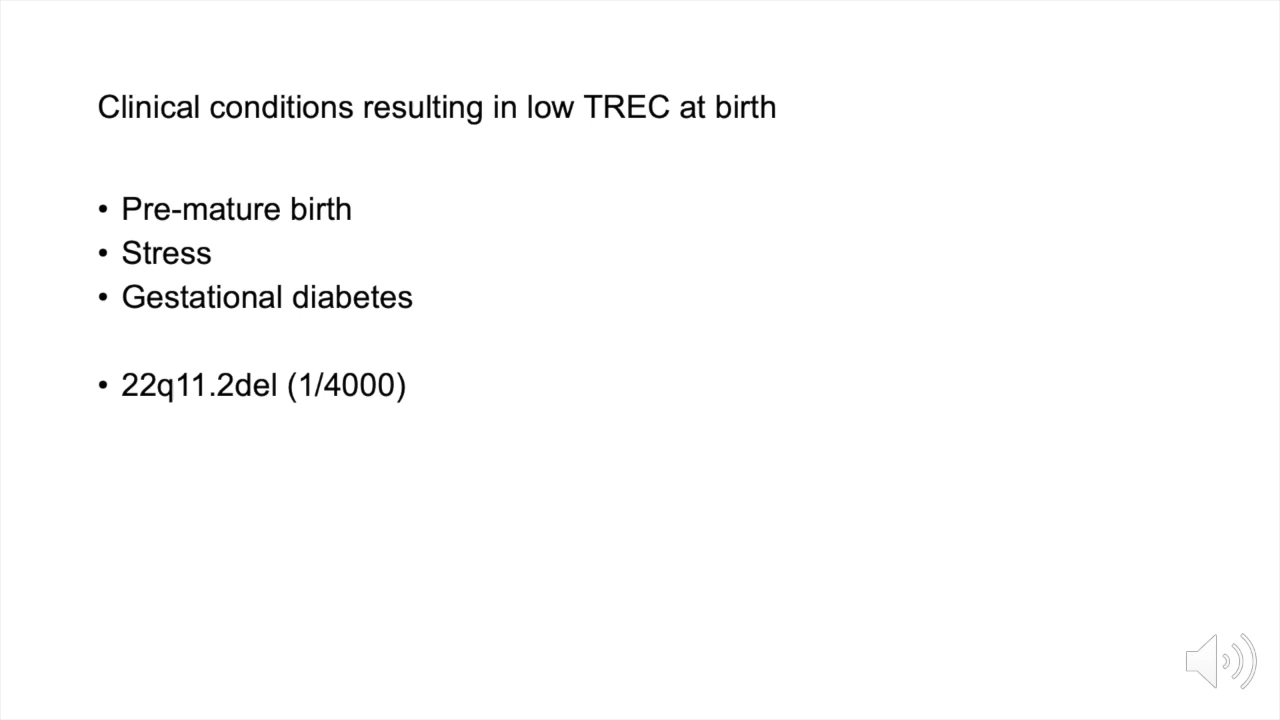 Clinical conditions resulting in low TREC at birth
• Pre-mature birth
• Stress
• Gestational diabetes
• 22q11.2del (1/4000)